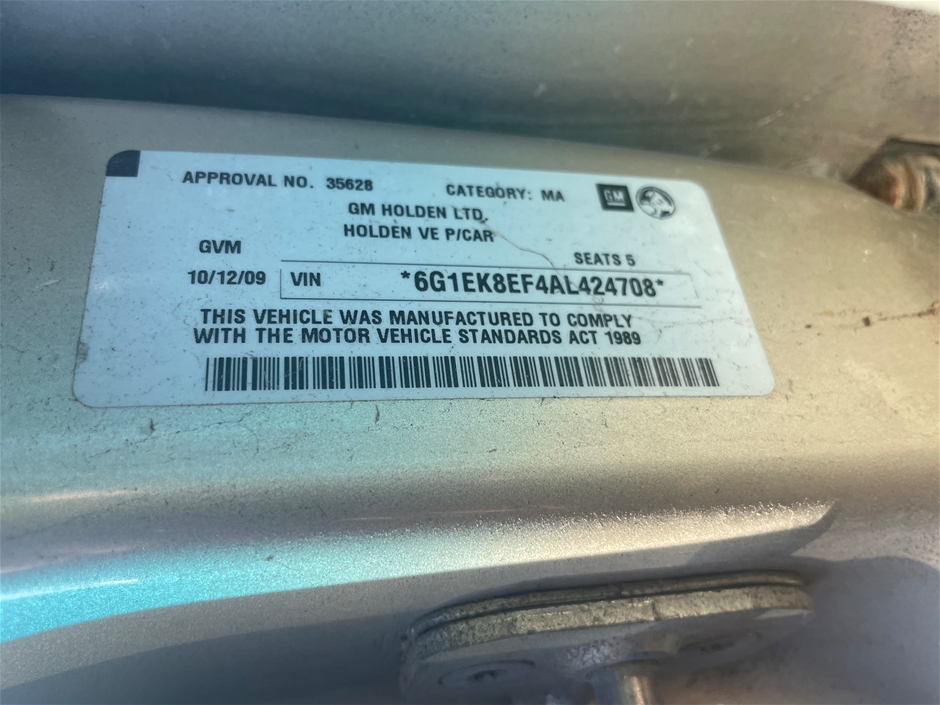 APPROVAL NO. 35628 CATEGORY: MA GM
GM HOLDEN LTD.
HOLDEN VE P/CAR
GVM SEATS 5
10/12/09 VIN *6G1EK8EF4AL424708*
THIS VEHICLE WAS MANUFACTURED TO COMPLY
WITH THE MOTOR VEHICLE STANDARDS ACT 1989